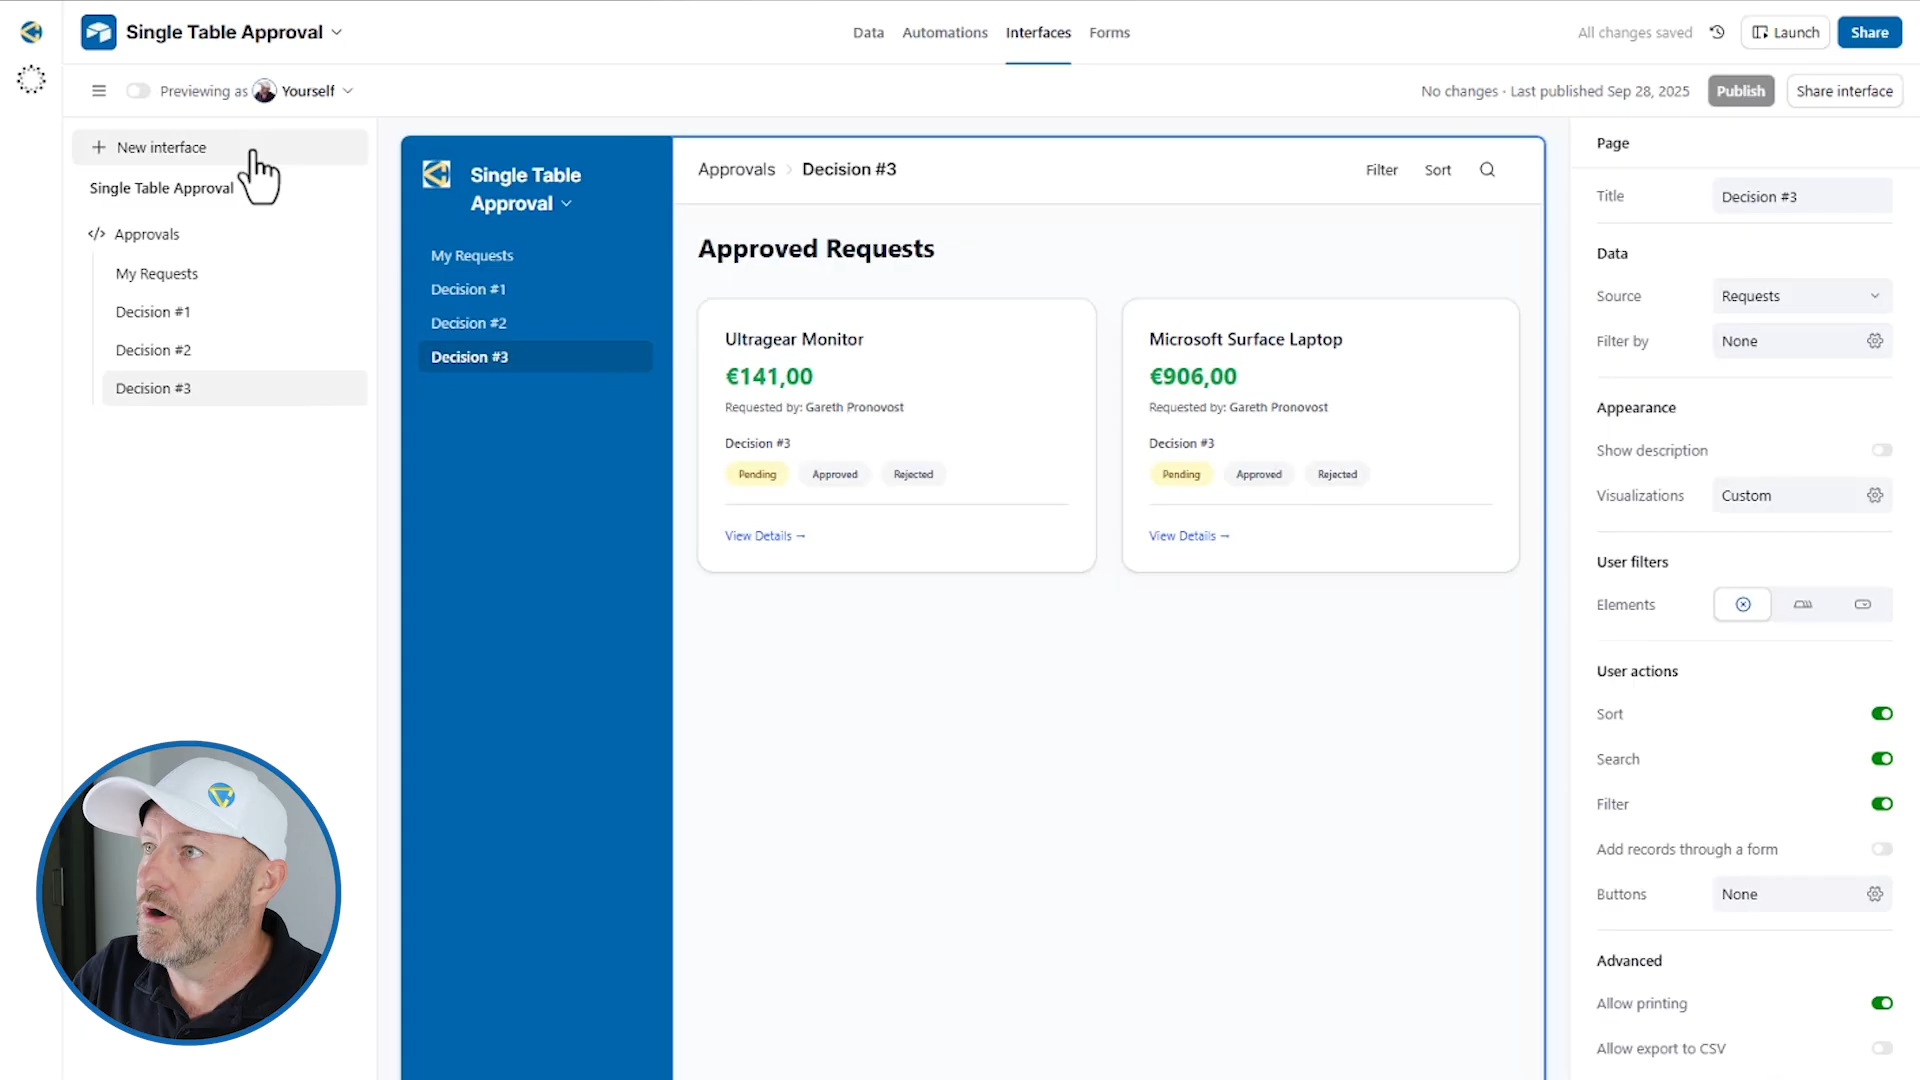 Single Table Approval
Data
Automations
Interfaces
Forms
All changes saved
Launch
Share
Previewing as
Yourself
No changes · Last published Sep 28, 2025
Publish
Share interface
New interface
Single Table Approval
Approvals
My Requests
Decision #1
Decision #2
Decision #3
Single Table
Approval
My Requests
Decision #1
Decision #2
Decision #3
Approvals
Decision #3
Filter
Sort
Approved Requests
Ultragear Monitor
€141,00
Requested by: Gareth Pronovost
Decision #3
Pending
Approved
Rejected
View Details →
Microsoft Surface Laptop
€906,00
Requested by: Gareth Pronovost
Decision #3
Pending
Approved
Rejected
View Details →
Page
Title
Decision #3
Data
Source
Requests
Filter by
None
Appearance
Show description
Visualizations
Custom
User filters
Elements
User actions
Sort
Search
Filter
Add records through a form
Buttons
None
Advanced
Allow printing
Allow export to CSV